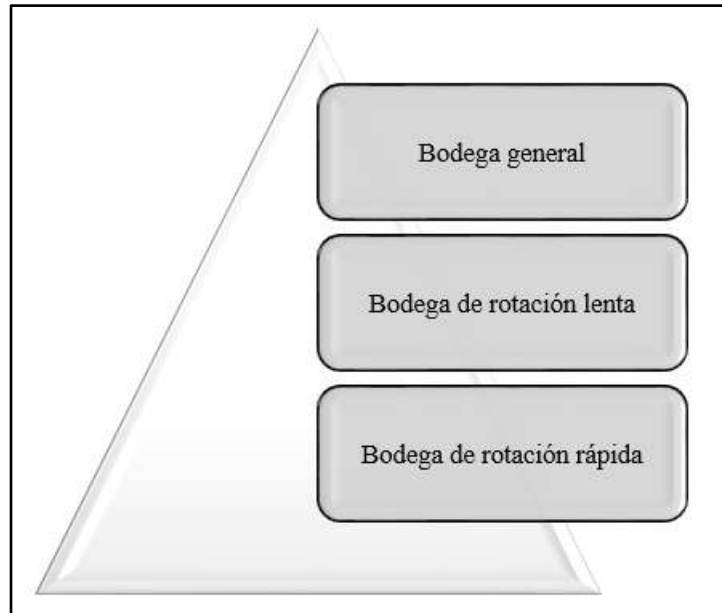 Bodega general
Bodega de rotación lenta
Bodega de rotación rápida